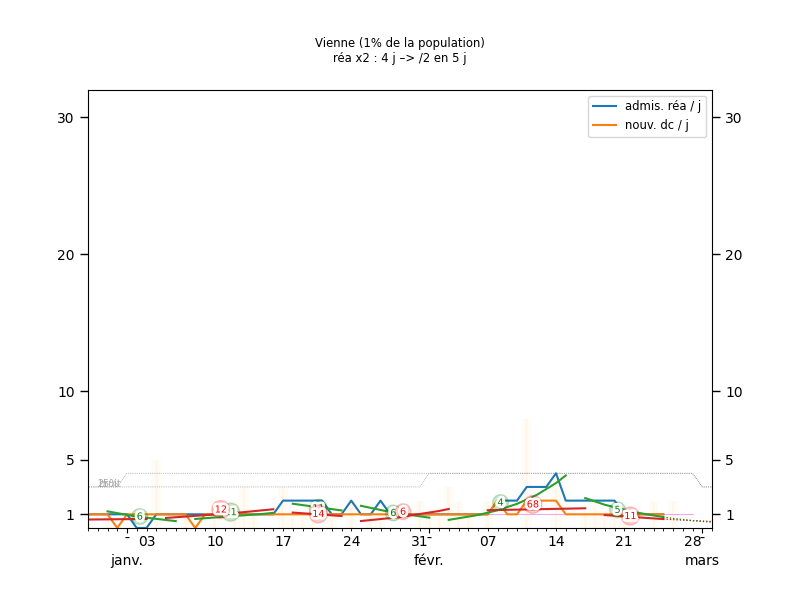 Vienne (1% de la population)
réa x2 : 4 j –> /2 en 5 j
admis. réa / j
nouv. dc / j
30 30
20 20
10 10
5 5
1 1
6 12 14 6 6 4 68 5 11
03 10 17 24 31 07 14 21 28
janv. févr. mars